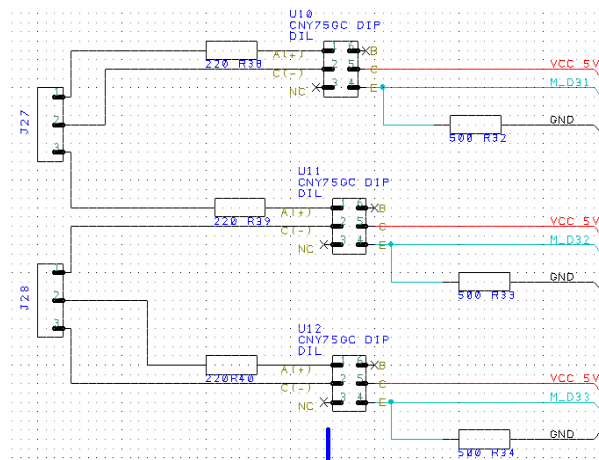 U10
CNY75GC DIP
DIL
220 R38
A(+)
1 6
B
C(-)
2 5
C
VCC 5V
NC
3 4
E
M_D31
J27
1
2
3
500 R32
GND
U11
CNY75GC DIP
DIL
220 R39
A(+)
1 6
B
C(-)
2 5
C
VCC 5V
NC
3 4
E
M_D32
J28
1
2
3
500 R33
GND
U12
CNY75GC DIP
DIL
220R40
A(+)
1 6
B
C(-)
2 5
C
VCC 5V
NC
3 4
E
M_D33
500 R34
GND